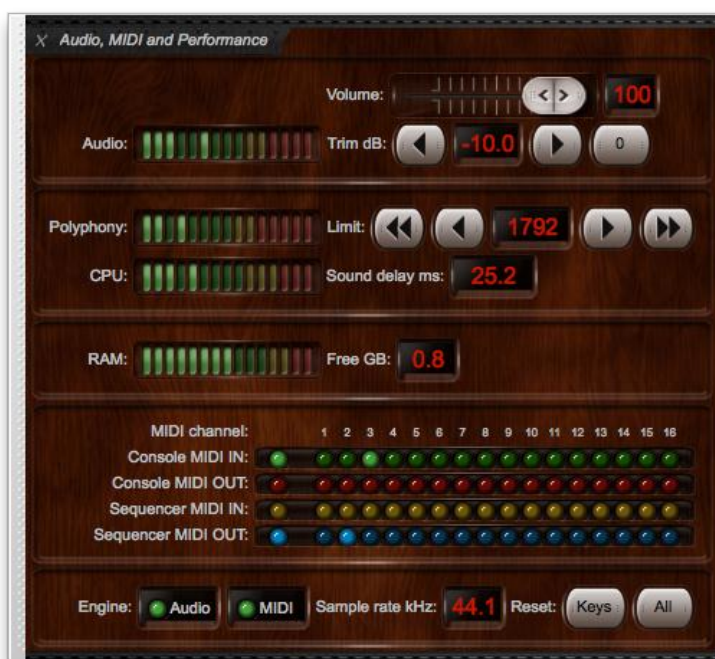 X Audio, MIDI and Performance
Volume: 100
Audio: Trim dB: -10.0 0
Polyphony: Limit: 1792
CPU: Sound delay ms: 25.2
RAM: Free GB: 0.8
MIDI channel: 1 2 3 4 5 6 7 8 9 10 11 12 13 14 15 16
Console MIDI IN:
Console MIDI OUT:
Sequencer MIDI IN:
Sequencer MIDI OUT:
Engine: Audio MIDI Sample rate kHz: 44.1 Reset: Keys All